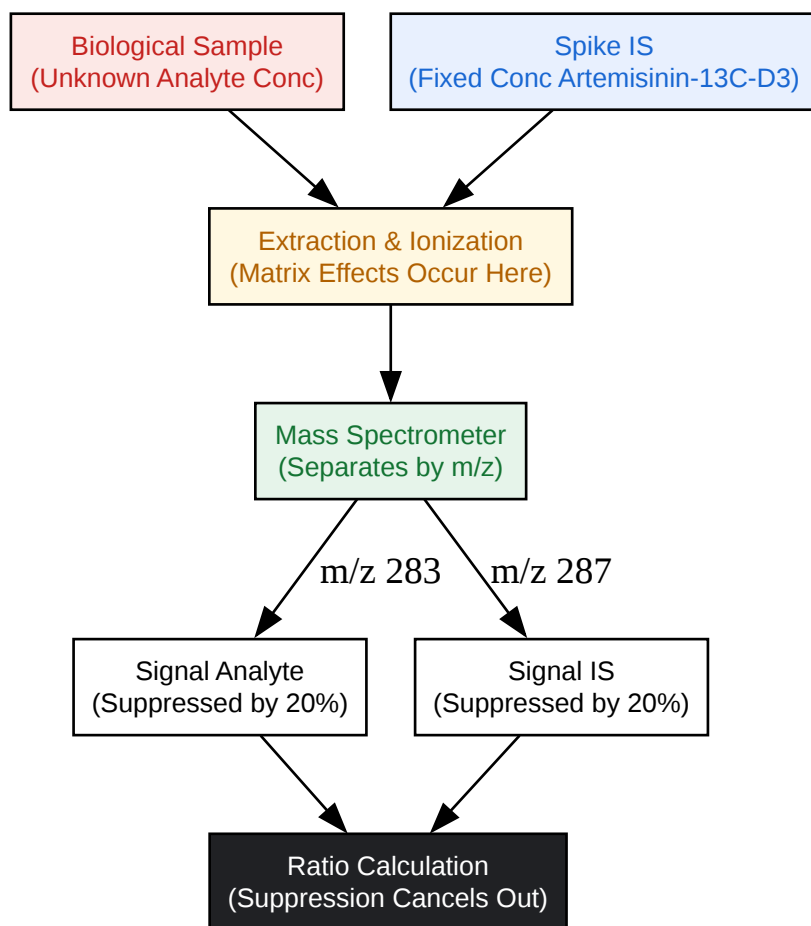 Biological Sample
(Unknown Analyte Conc)
Spike IS
(Fixed Conc Artemisinin-13C-D3)
Extraction & Ionization
(Matrix Effects Occur Here)
Mass Spectrometer
(Separates by m/z)
m/z 283
m/z 287
Signal Analyte
(Suppressed by 20%)
Signal IS
(Suppressed by 20%)
Ratio Calculation
(Suppression Cancels Out)